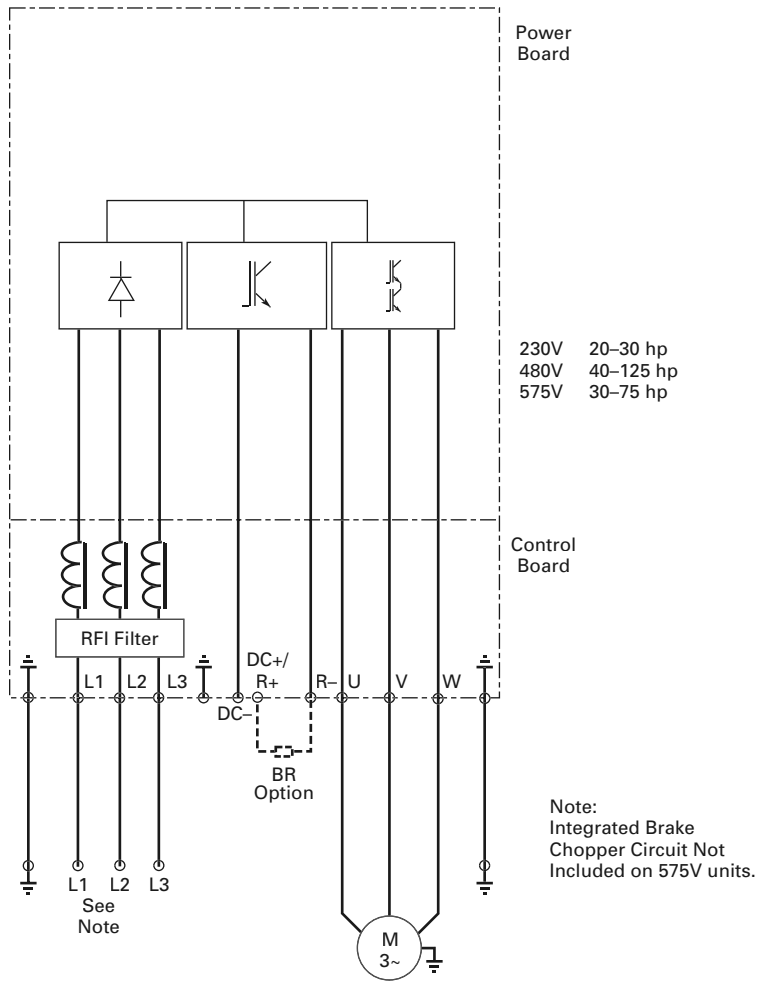 Power
Board
230V 20–30 hp
480V 40–125 hp
575V 30–75 hp
Control
Board
RFI Filter
L1 L2 L3
DC+/
R+
R– U V W
DC–
BR
Option
Note:
Integrated Brake
Chopper Circuit Not
Included on 575V units.
L1 L2 L3
See
Note
M
3~